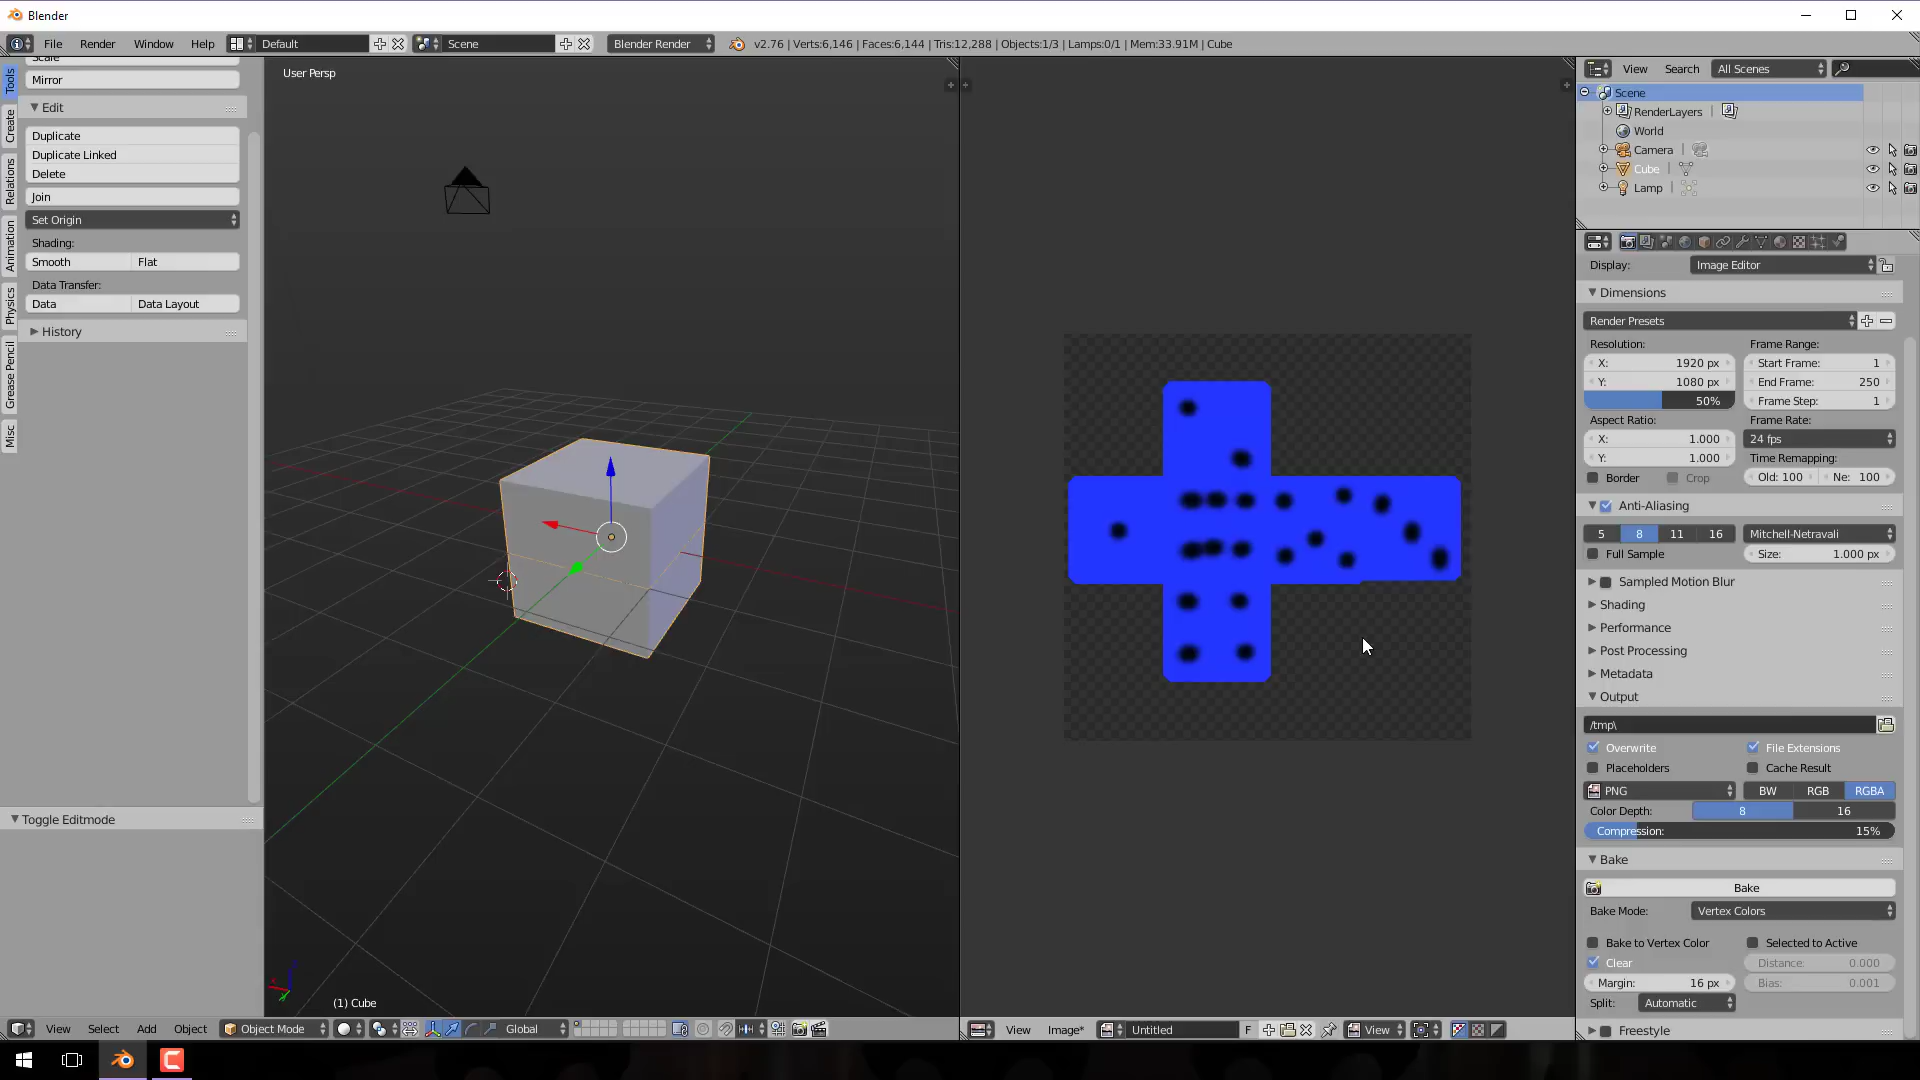 Blender
File Render Window Help Default Scene Blender Render v2.76 | Verts:6,146 | Faces:6,144 | Tris:12,288 | Objects:1/3 | Lamps:0/1 | Mem:33.91M | Cube
Tools
Create
Relations
Animation
Physics
Grease Pencil
Misc
Scale
Mirror
Edit
Duplicate
Duplicate Linked
Delete
Join
Set Origin
Shading:
Smooth Flat
Data Transfer:
Data Data Layout
History
Toggle Editmode
User Persp
(1) Cube
View Select Add Object Object Mode Global
View Image* Untitled F View
View Search All Scenes
Scene
RenderLayers |
World
Camera |
Cube |
Lamp |
Display: Image Editor
Dimensions
Render Presets
Resolution: Frame Range:
X: 1920 px Start Frame: 1
Y: 1080 px End Frame: 250
50% Frame Step: 1
Aspect Ratio: Frame Rate:
X: 1.000 24 fps
Y: 1.000 Time Remapping:
Border Crop Old: 100 Ne: 100
Anti-Aliasing
5 8 11 16 Mitchell-Netravali
Full Sample Size: 1.000 px
Sampled Motion Blur
Shading
Performance
Post Processing
Metadata
Output
/tmp\
Overwrite File Extensions
Placeholders Cache Result
PNG BW RGB RGBA
Color Depth: 8 16
Compression: 15%
Bake
Bake
Bake Mode: Vertex Colors
Bake to Vertex Color Selected to Active
Clear Distance: 0.000
Margin: 16 px Bias: 0.001
Split: Automatic
Freestyle